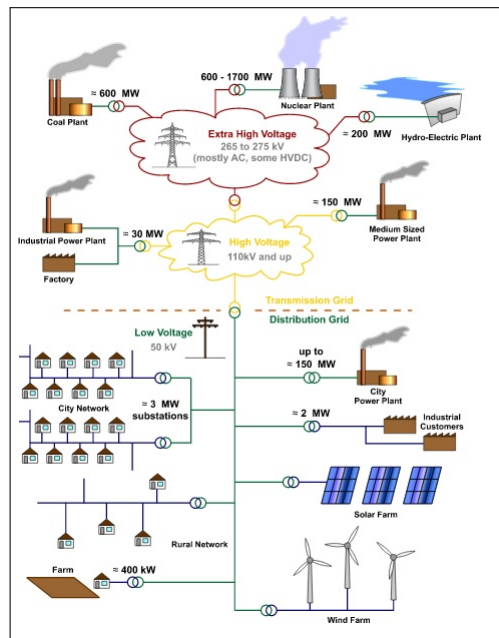 ≈ 600 MW
Coal Plant
600 - 1700 MW
Nuclear Plant
Extra High Voltage
265 to 275 kV
(mostly AC, some HVDC)
≈ 200 MW
Hydro-Electric Plant
≈ 150 MW
Medium Sized
Power Plant
Industrial Power Plant
≈ 30 MW
Factory
High Voltage
110kV and up
Transmission Grid
Distribution Grid
Low Voltage
50 kV
up to
≈ 150 MW
City
Power Plant
City Network
≈ 3 MW
substations
≈ 2 MW
Industrial
Customers
Solar Farm
Rural Network
Farm
≈ 400 kW
Wind Farm